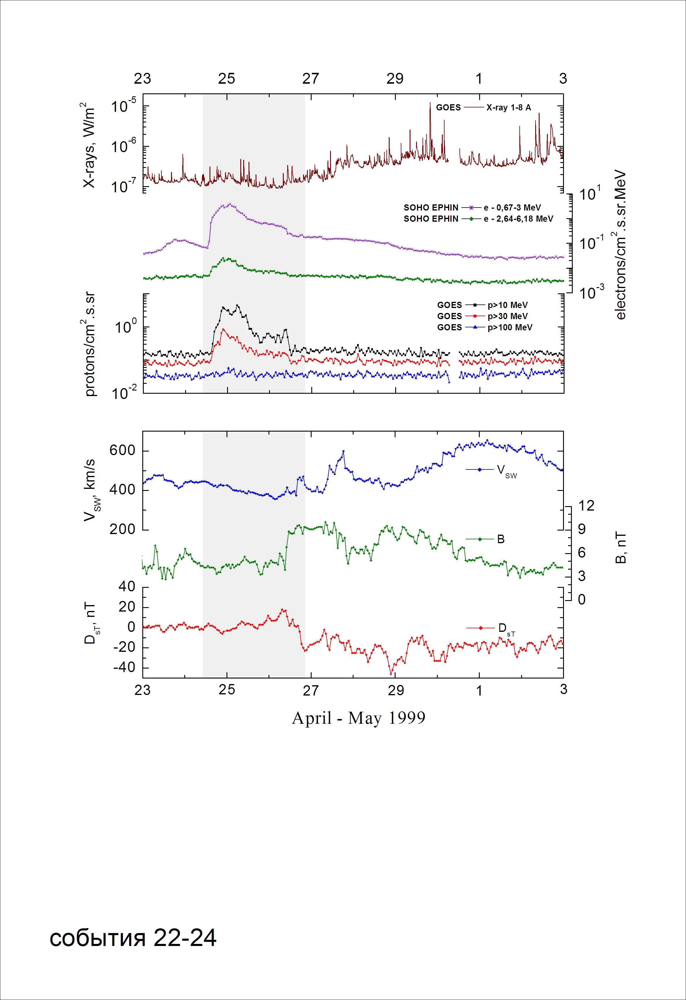 23 25 27 29 1 3
X-rays, W/m²
10⁻⁵
10⁻⁶
10⁻⁷
GOES X-ray 1-8 A
electrons/cm².s.sr.MeV
10¹
10⁻¹
10⁻³
SOHO EPHIN e - 0,67-3 MeV
SOHO EPHIN e - 2,64-6,18 MeV
protons/cm².s.sr
10⁰
10⁻²
GOES p>10 MeV
GOES p>30 MeV
GOES p>100 MeV
V_SW, km/s
600
400
200
V_SW
B, nT
12
9
6
3
0
B
D_sT, nT
40
20
0
-20
-40
D_sT
23 25 27 29 1 3
April - May 1999
события 22-24